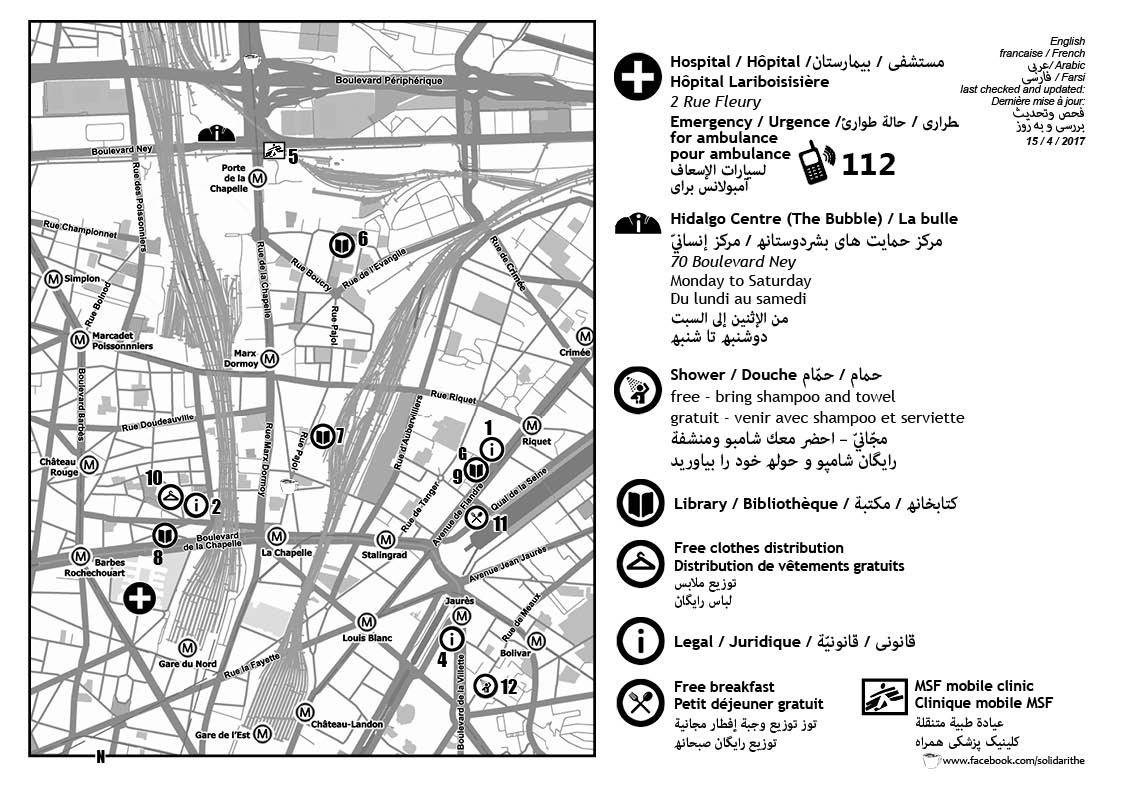 Boulevard Périphérique
Boulevard Ney
5
Porte
de la
Chapelle
M
Rue des Poissonniers
Rue Championnet
6
Rue de la Chapelle
Rue Boucry
Rue de l'Evangile
Rue de Crimée
M Simplon
Rue Boinod
Rue Pajol
M Marcadet
Poissonnniers
M
Crimée
Marx
Dormoy M
Boulevard Barbès
Rue Doudeauville
Rue Riquet
M
Riquet
1
Rue Marx Dormoy
Rue Pajol
7
Rue d'Aubervilliers
Château
Rouge M
10
2
G
9
Rue de Tanger
Avenue de Flandre
Quai de la Seine
11
8
Boulevard
de la Chapelle
M
La Chapelle
M
Stalingrad
M
Barbes
Rochechouart
Avenue Jean Jaurès
Jaurès
M
Rue de Meaux
M
Louis Blanc
M
Bolivar
4
M
Gare du Nord
Rue la Fayette
12
Boulevard de la Villette
M
Château-Landon
Gare de l'Est M
N
English
francaise / French
عربي/ Arabic
فارسی / Farsi
last checked and updated:
Dernière mise à jour:
فحص وتحديث
بررسی و به روز
15 / 4 / 2017
Hospital / Hôpital /بیمارستان / مستشفى
Hôpital Lariboisisière
2 Rue Fleury
Emergency / Urgence /طراری / حالة طوارئ
for ambulance
pour ambulance
لسيارات الإسعاف
آمبولانس برای
112
Hidalgo Centre (The Bubble) / La bulle
مرکز حمایت های بشردوستانه / مركز إنسانيّ
70 Boulevard Ney
Monday to Saturday
Du lundi au samedi
من الإثنين إلى السبت
دوشنبه تا شنبه
Shower / Douche حمام / حمّام
free - bring shampoo and towel
gratuit - venir avec shampoo et serviette
مجّانيّ – احضر معك شامبو ومنشفة
رایگان شامپو و حوله خود را بیاورید
Library / Bibliothèque / کتابخانه / مكتبة
Free clothes distribution
Distribution de vêtements gratuits
توزيع ملابس
لباس رایگان
Legal / Juridique / قانونی / قانونيّة
Free breakfast
Petit déjeuner gratuit
توز توزيع وجبة إفطار مجانية
توزیع رایگان صبحانه
MSF mobile clinic
Clinique mobile MSF
عيادة طبية متنقلة
کلینیک پزشکی همراه
www.facebook.com/solidarithe